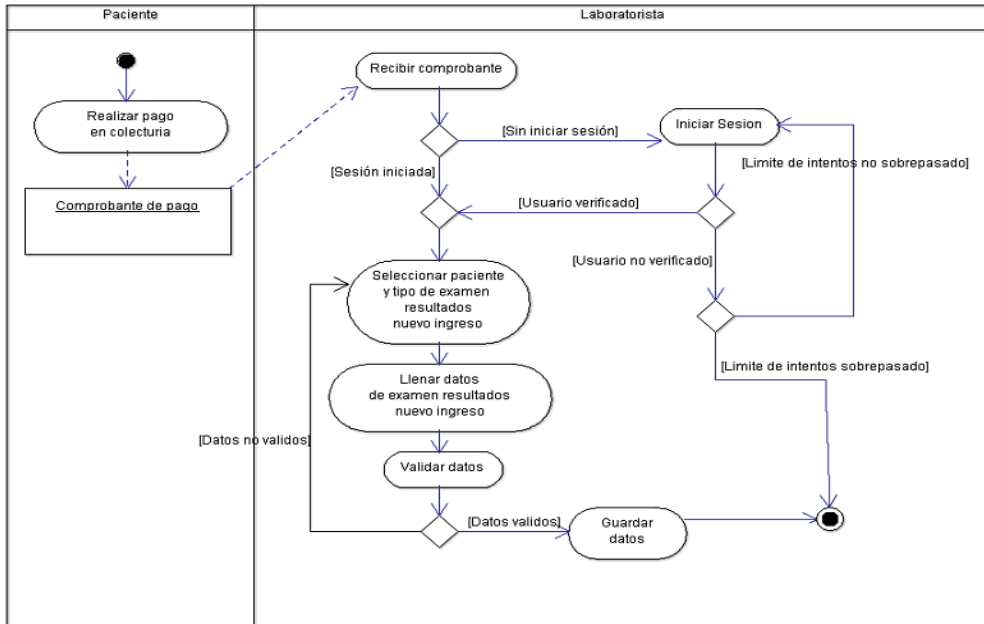 Paciente
Laboratorista
Realizar pago
en colecturia
Comprobante de pago
Recibir comprobante
[Sin iniciar sesión]
Iniciar Sesion
[Limite de intentos no sobrepasado]
[Sesión iniciada]
[Usuario verificado]
[Usuario no verificado]
Seleccionar paciente
y tipo de examen
resultados
nuevo ingreso
[Limite de intentos sobrepasado]
Llenar datos
de examen resultados
nuevo ingreso
[Datos no validos]
Validar datos
[Datos validos]
Guardar
datos